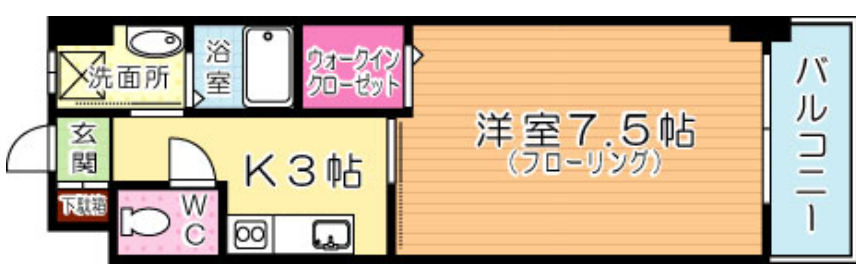 洗面所
浴室
ウォークイン
クローゼット
洋室7.5帖
(フローリング)
バルコニー
玄関
K3帖
下駄箱
WC